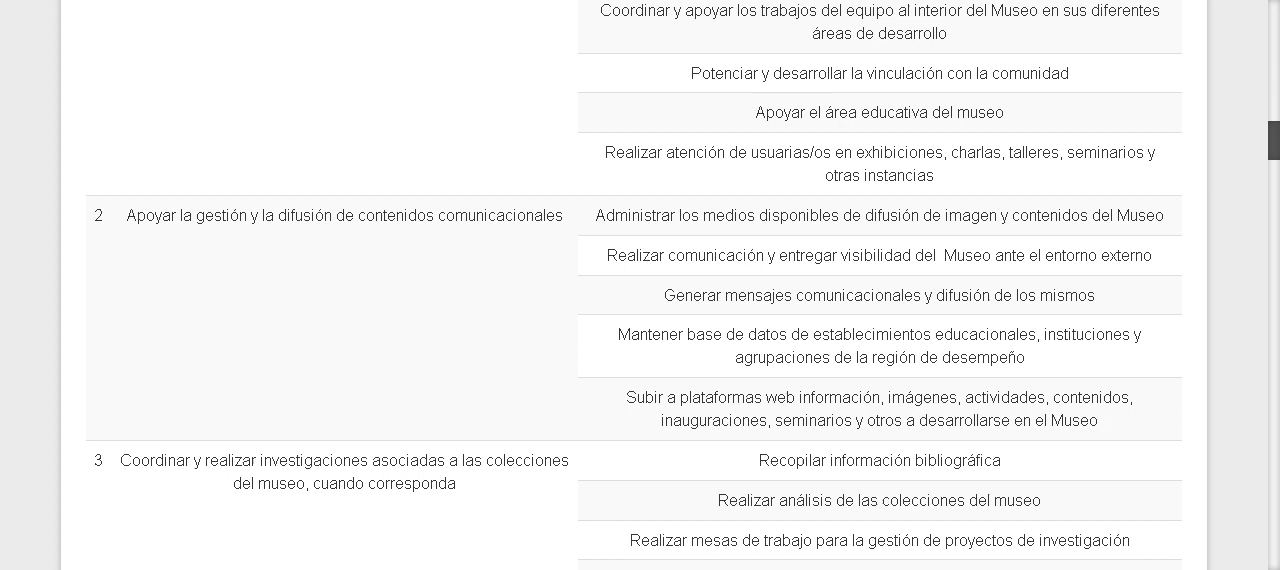 Coordinar y apoyar los trabajos del equipo al interior del Museo en sus diferentes
áreas de desarrollo
Potenciar y desarrollar la vinculación con la comunidad
Apoyar el área educativa del museo
Realizar atención de usuarias/os en exhibiciones, charlas, talleres, seminarios y
otras instancias
2 Apoyar la gestión y la difusión de contenidos comunicacionales
Administrar los medios disponibles de difusión de imagen y contenidos del Museo
Realizar comunicación y entregar visibilidad del  Museo ante el entorno externo
Generar mensajes comunicacionales y difusión de los mismos
Mantener base de datos de establecimientos educacionales, instituciones y
agrupaciones de la región de desempeño
Subir a plataformas web información, imágenes, actividades, contenidos,
inauguraciones, seminarios y otros a desarrollarse en el Museo
3 Coordinar y realizar investigaciones asociadas a las colecciones
del museo, cuando corresponda
Recopilar información bibliográfica
Realizar análisis de las colecciones del museo
Realizar mesas de trabajo para la gestión de proyectos de investigación